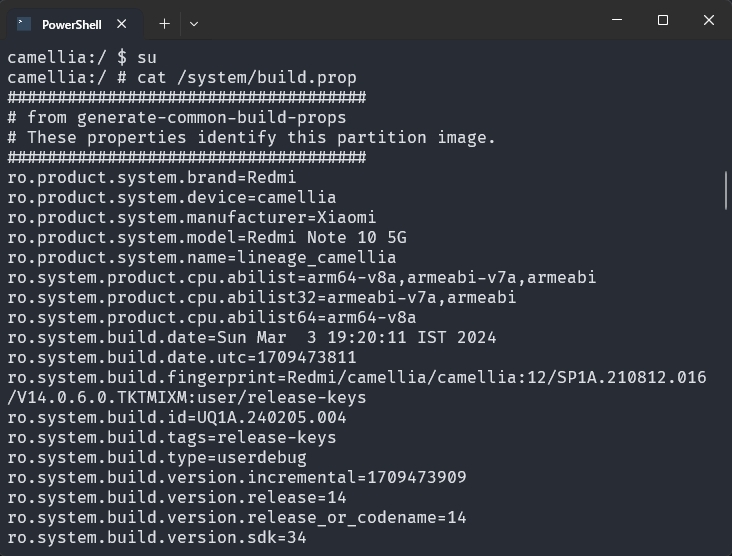 PowerShell
camellia:/ $ su
camellia:/ # cat /system/build.prop
####################################
# from generate-common-build-props
# These properties identify this partition image.
####################################
ro.product.system.brand=Redmi
ro.product.system.device=camellia
ro.product.system.manufacturer=Xiaomi
ro.product.system.model=Redmi Note 10 5G
ro.product.system.name=lineage_camellia
ro.system.product.cpu.abilist=arm64-v8a,armeabi-v7a,armeabi
ro.system.product.cpu.abilist32=armeabi-v7a,armeabi
ro.system.product.cpu.abilist64=arm64-v8a
ro.system.build.date=Sun Mar  3 19:20:11 IST 2024
ro.system.build.date.utc=1709473811
ro.system.build.fingerprint=Redmi/camellia/camellia:12/SP1A.210812.016
/V14.0.6.0.TKTMIXM:user/release-keys
ro.system.build.id=UQ1A.240205.004
ro.system.build.tags=release-keys
ro.system.build.type=userdebug
ro.system.build.version.incremental=1709473909
ro.system.build.version.release=14
ro.system.build.version.release_or_codename=14
ro.system.build.version.sdk=34